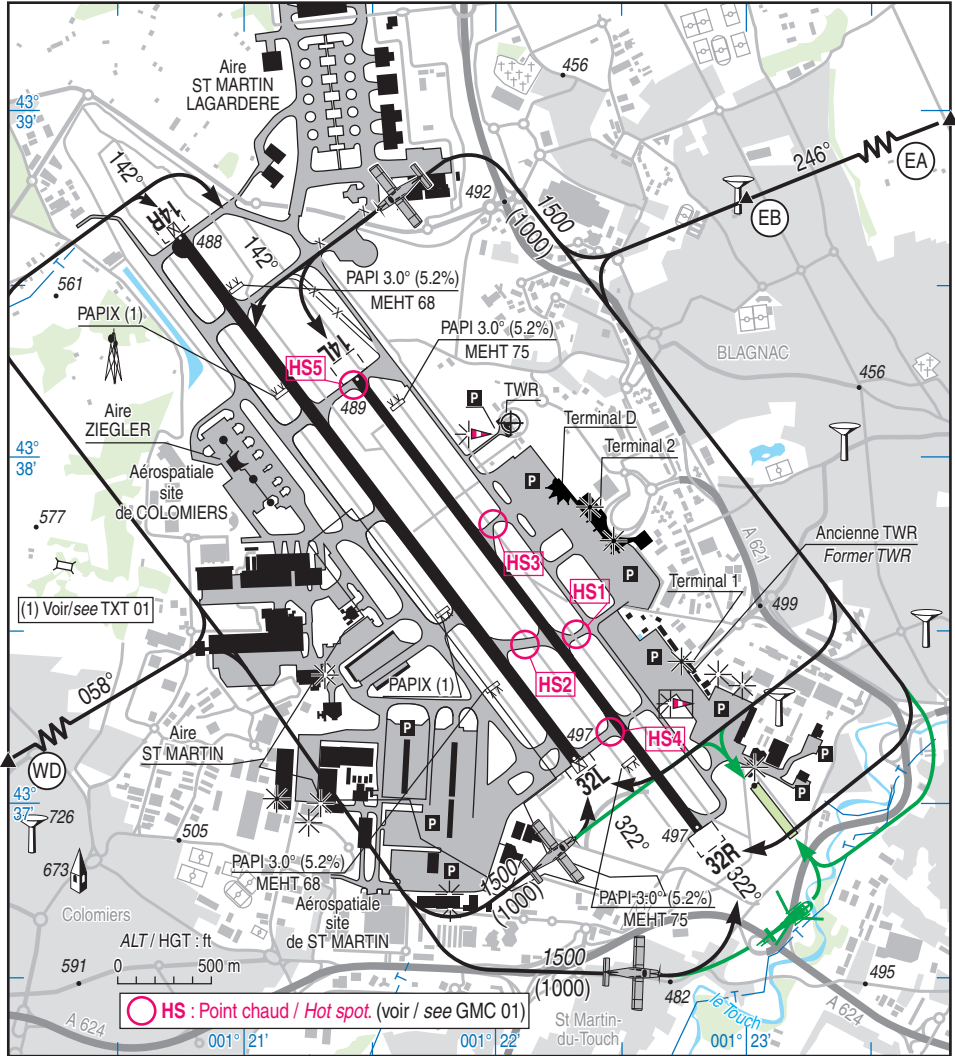 Aire
ST MARTIN
LAGARDERE
456
43°
39'
246°
EA
EB
142°
14R
488
142°
492
1500
(1000)
561
PAPI 3.0° (5.2%)
MEHT 68
PAPIX (1)
PAPI 3.0° (5.2%)
MEHT 75
BLAGNAC
14L
HS5
489
456
P
TWR
Terminal D
Terminal 2
Aire
ZIEGLER
43°
38'
Aérospatiale
site
de COLOMIERS
P
577
A 621
Ancienne TWR
Former TWR
HS3
HS1
P
Terminal 1
499
(1) Voir/see TXT 01
P
HS2
PAPIX (1)
058°
P
P
WD
Aire
ST MARTIN
497
HS4
P
32L
43°
37'
P
726
505
P
322°
497
32R
322°
673
PAPI 3.0° (5.2%)
MEHT 68
P
1500
(1000)
PAPI 3.0° (5.2%)
MEHT 75
Colomiers
Aérospatiale
site
de ST MARTIN
ALT / HGT : ft
0 500 m
591
1500
(1000)
482
495
le Touch
HS : Point chaud / Hot spot. (voir / see GMC 01)
St Martin-
du-Touch
A 624
A 624
001° 21'
001° 22'
001° 23'